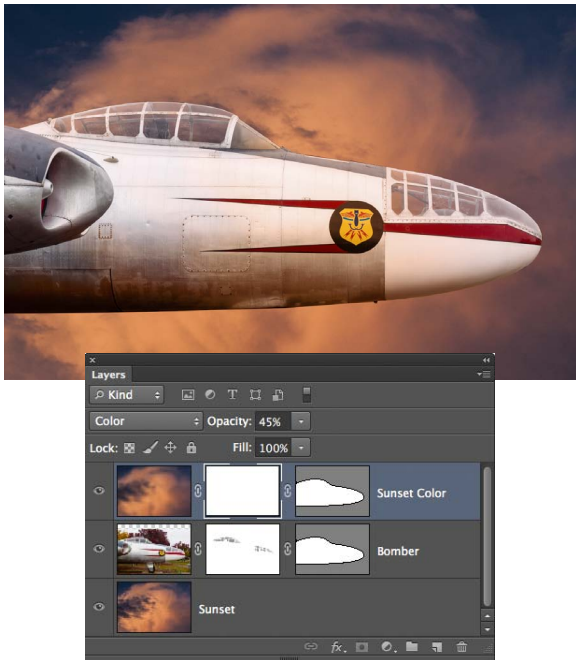 Layers
Kind
Color Opacity: 45%
Lock: Fill: 100%
Sunset Color
Bomber
Sunset
fx.